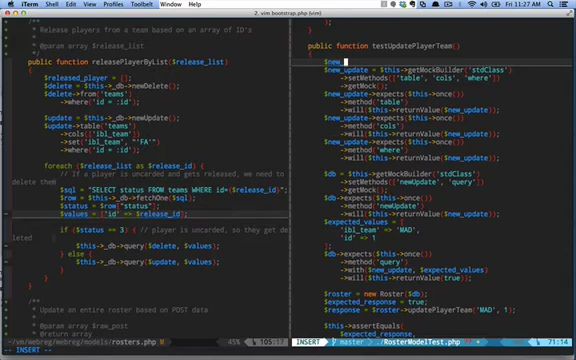 iTerm Shell Edit View Profiles Toolbelt Window Help
Fri 11:27 AM
2. vim bootstrap.php (vim)
/**
* Release players from a team based on an array of ID's
*
* @param array $release_list
*/
public function releasePlayerByList($release_list)
{
$released_player = [];
$delete = $this->_db->newDelete();
$delete->from('teams')
->where('id = :id');
$update = $this->_db->newUpdate();
$update->table('teams')
->cols(['ibl_team'])
->set('ibl_team', "'FA'")
->where('id = :id');
foreach ($release_list as $release_id) {
// If a player is uncarded when released, we
delete them
$sql = "SELECT status FROM teams WHERE id={$release_id}";
$row = $this->_db->fetchOne($sql);
$status = $row["status"];
$values = ['id' => $release_id];
if ($status == 3) { // player is uncarded, so they get de
leted
$this->_db->query($delete, $values);
} else {
$this->_db->query($update, $values);
}
}
}
/**
* Update an entire roster based on POST data
*
* @param array $raw_post
* @return array
~/vm/webreg/webreg/models/rosters.php
45% 105:17
-- INSERT --
);
}
public function testUpdatePlayerTeam()
{
$new_
$new_update = $this->getMockBuilder('stdClass')
->setMethods(['table', 'cols', 'where'])
->getMock();
$new_update->expects($this->once())
->method('table')
->will($this->returnValue($new_update));
$new_update->expects($this->once())
->method('cols')
->will($this->returnValue($new_update));
$new_update->expects($this->once())
->method('where')
->will($this->returnValue($new_update));
$db = $this->getMockBuilder('stdClass')
->setMethods(['newUpdate', 'query'])
->getMock();
$db->expects($this->once())
->method('newUpdate')
->will($this->returnValue($new_update));
$expected_values = [
'ibl_team' => 'MAD',
'id' => 1
];
$db->expects($this->once())
->method('query')
->with($new_update, $expected_values)
->will($this->returnValue(true));
$roster = new Roster($db);
$expected_response = true;
$response = $roster->updatePlayerTeam('MAD', 1);
$this->assertEquals(
$expected_response,
INSERT master ./RosterModelTest.php + 71:14